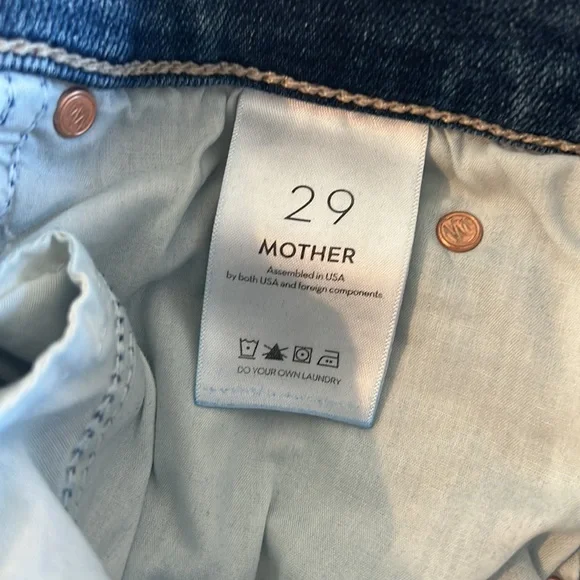 29
MOTHER
Assembled in USA
by both USA and foreign components
DO YOUR OWN LAUNDRY